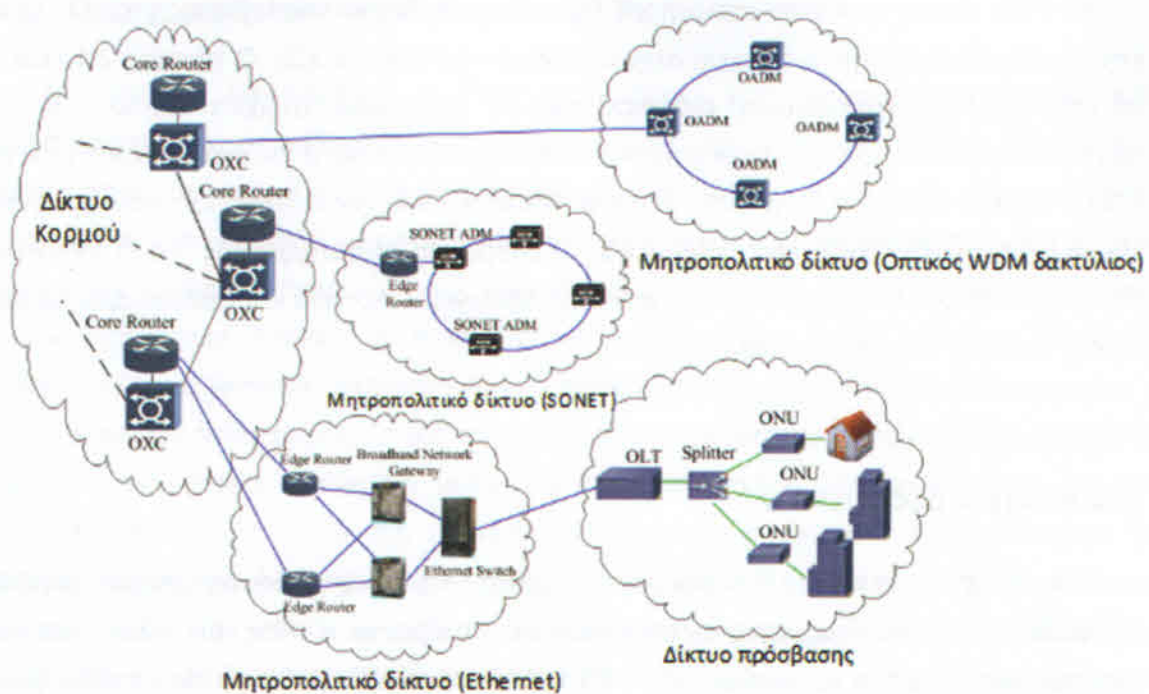 Core Router
OXC
Δίκτυο
Κορμού
Core Router
OXC
Core Router
OXC
OADM
OADM
OADM
OADM
Μητροπολιτικό δίκτυο (Οπτικός WDM δακτύλιος)
SONET ADM
Edge
Router
SONET ADM
Μητροπολιτικό δίκτυο (SONET)
Edge Router
Broadband Network
Gateway
Ethernet Switch
Edge Router
Μητροπολιτικό δίκτυο (Ethernet)
OLT
Splitter
ONU
ONU
ONU
Δίκτυο πρόσβασης